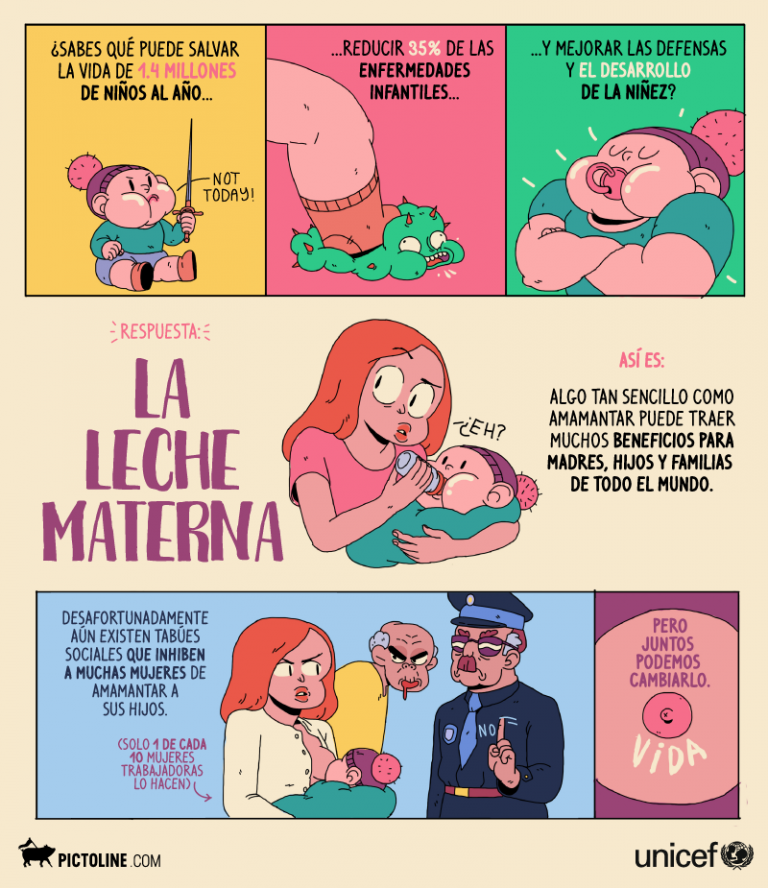 ¿SABES QUÉ PUEDE SALVAR
LA VIDA DE 1.4 MILLONES
DE NIÑOS AL AÑO...
NOT
TODAY!
...REDUCIR 35% DE LAS
ENFERMEDADES
INFANTILES...
...Y MEJORAR LAS DEFENSAS
Y EL DESARROLLO
DE LA NIÑEZ?
RESPUESTA:
LA
LECHE
MATERNA
¿EH?
ASÍ ES:
ALGO TAN SENCILLO COMO
AMAMANTAR PUEDE TRAER
MUCHOS BENEFICIOS PARA
MADRES, HIJOS Y FAMILIAS
DE TODO EL MUNDO.
DESAFORTUNADAMENTE
AÚN EXISTEN TABÚES
SOCIALES QUE INHIBEN
A MUCHAS MUJERES DE
AMAMANTAR A
SUS HIJOS.
(SOLO 1 DE CADA
10 MUJERES
TRABAJADORAS
LO HACEN)
NO
PERO
JUNTOS
PODEMOS
CAMBIARLO.
VIDA
PICTOLINE.COM
unicef